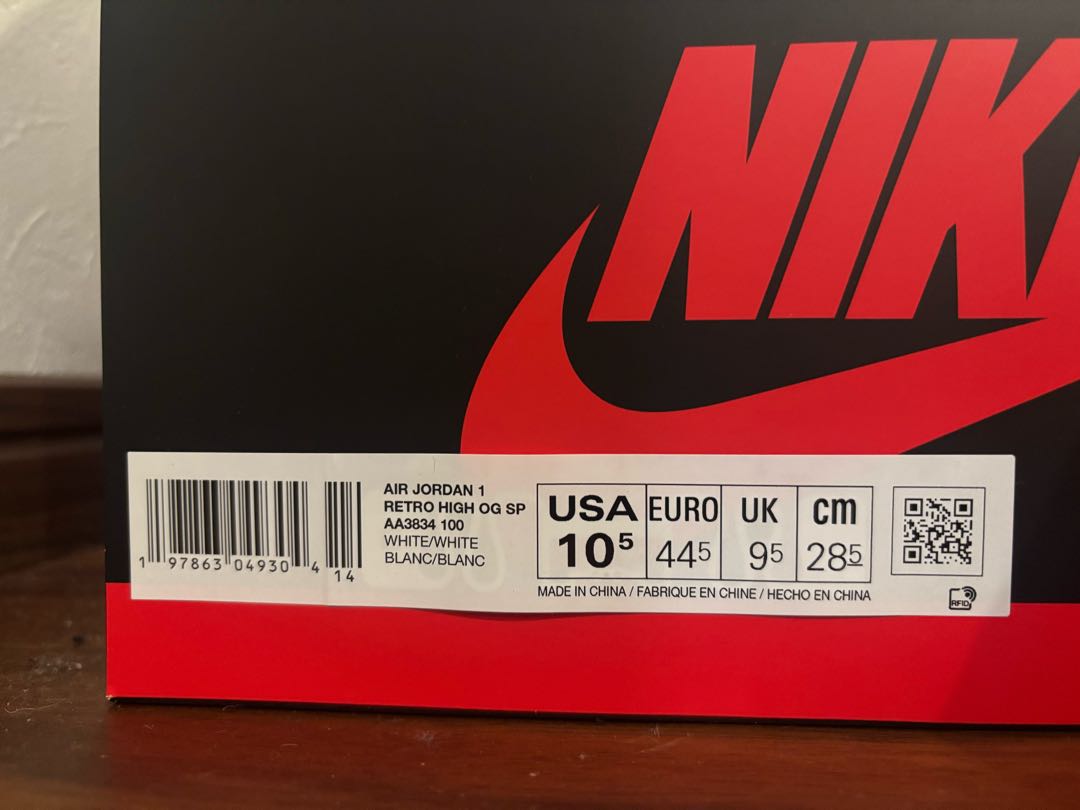 NIK
AIR JORDAN 1
RETRO HIGH OG SP
AA3834 100
WHITE/WHITE
BLANC/BLANC
1 97863 04930 4
14
USA EURO UK cm
10⁵ 44⁵ 9⁵ 28⁵
MADE IN CHINA / FABRIQUE EN CHINE / HECHO EN CHINA
RFID